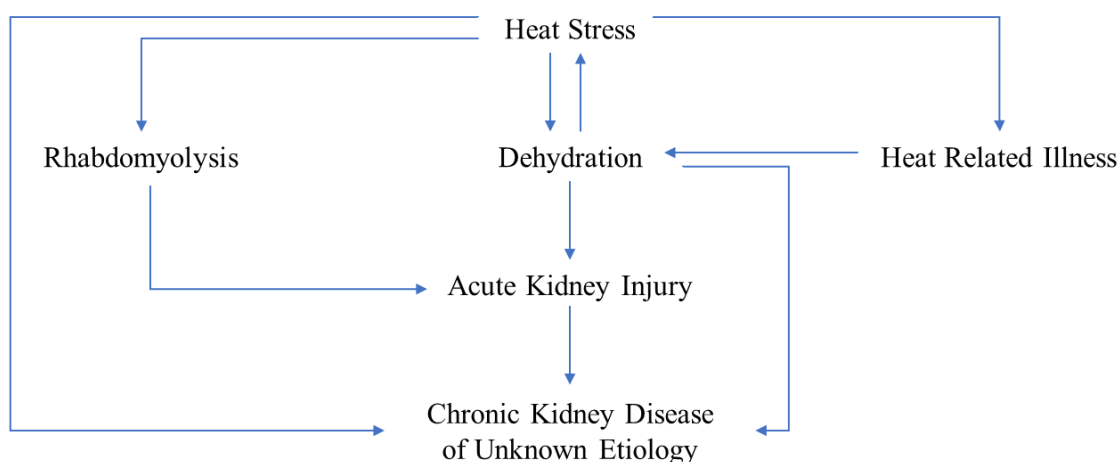 Heat Stress
Rhabdomyolysis
Dehydration
Heat Related Illness
Acute Kidney Injury
Chronic Kidney Disease
of Unknown Etiology